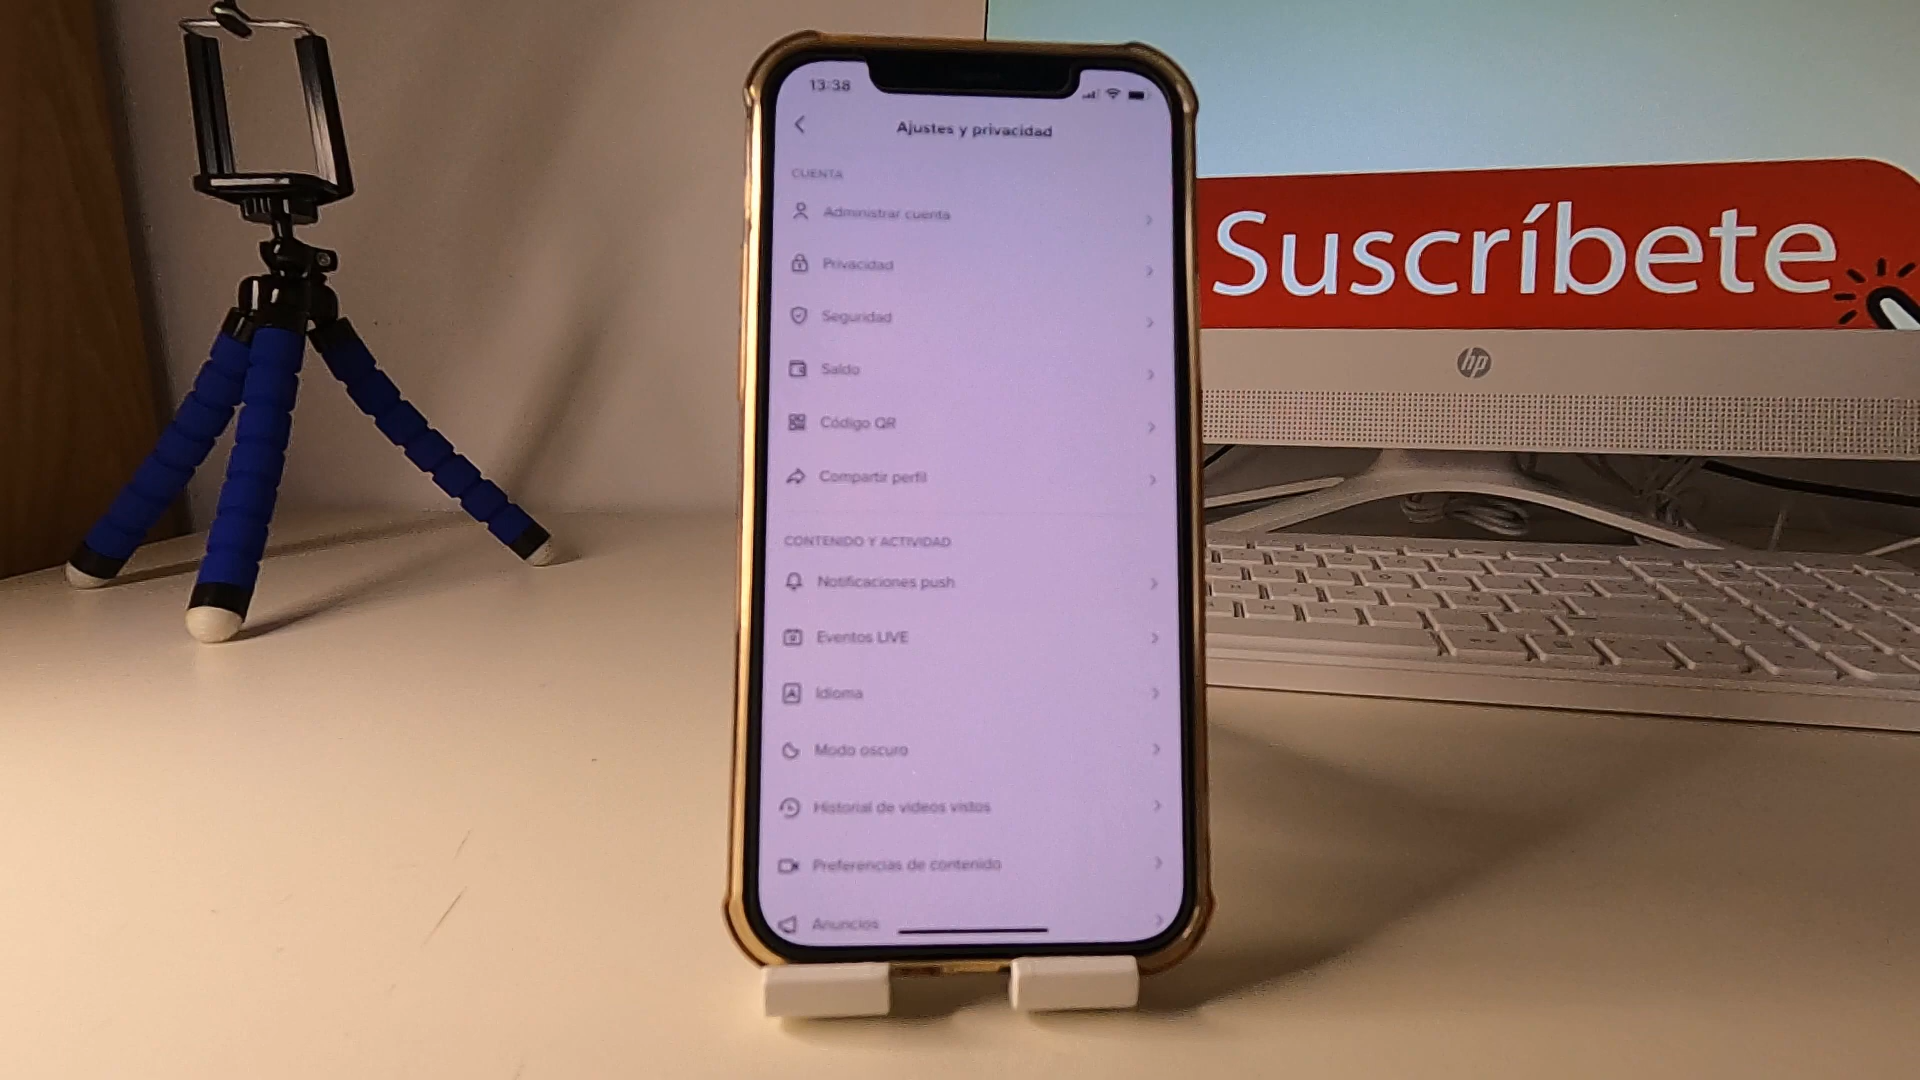 13:38
Ajustes y privacidad
CUENTA
Administrar cuenta
Privacidad
Seguridad
Saldo
Código QR
Compartir perfil
CONTENIDO Y ACTIVIDAD
Notificaciones push
Eventos LIVE
Idioma
Modo oscuro
Historial de videos vistos
Preferencias de contenido
Anuncios
Suscríbete
hp